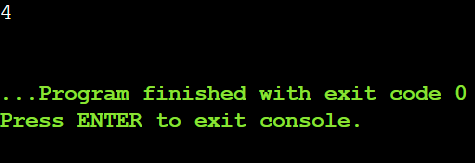 4
...Program finished with exit code 0
Press ENTER to exit console.